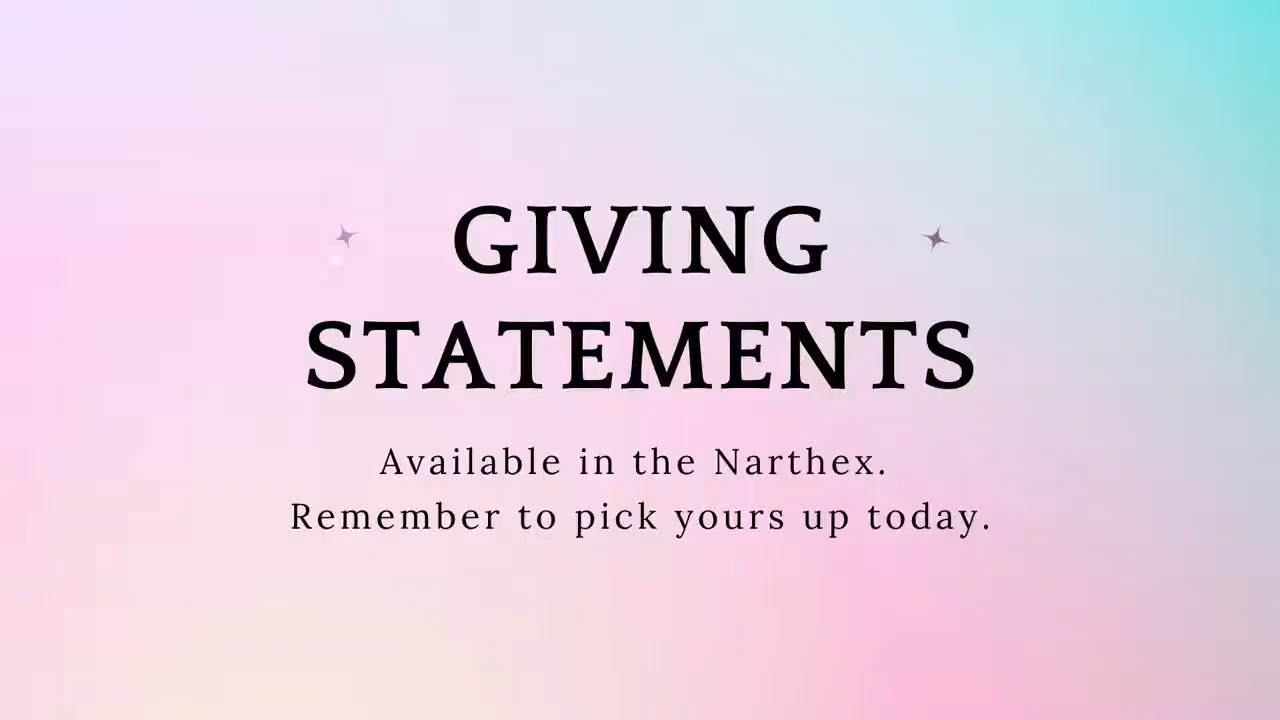 GIVING
STATEMENTS
Available in the Narthex.
Remember to pick yours up today.